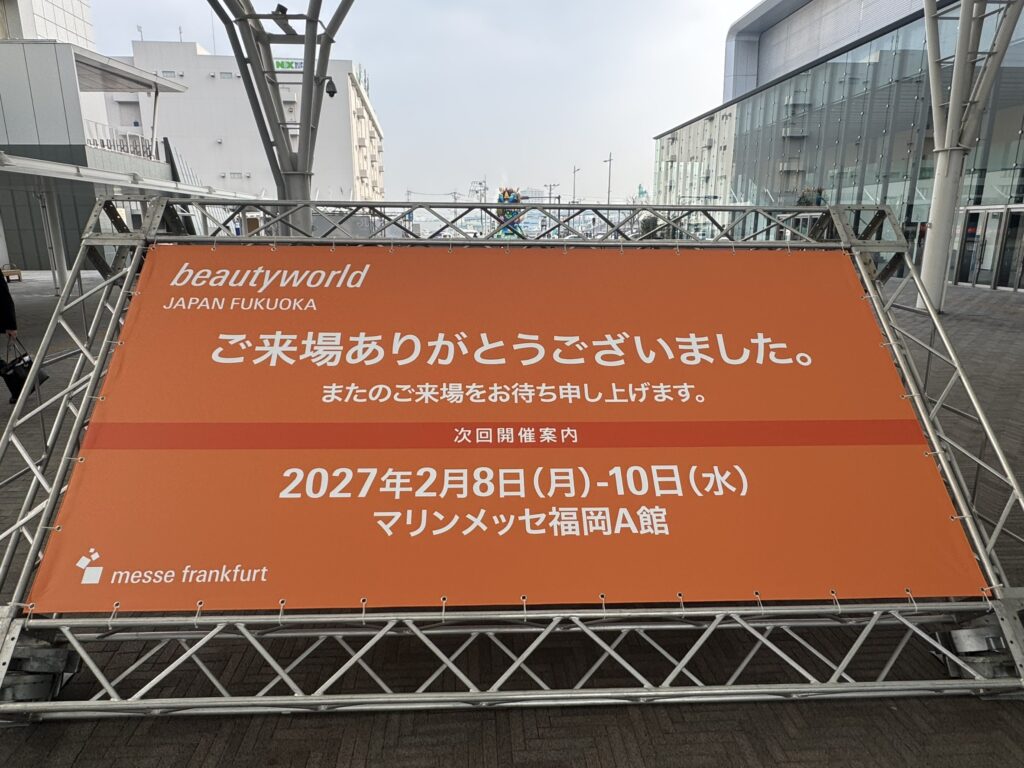 NX
beautyworld
JAPAN FUKUOKA
ご来場ありがとうございました。
またのご来場をお待ち申し上げます。
次回開催案内
2027年2月8日(月)-10日(水)
マリンメッセ福岡A館
messe frankfurt